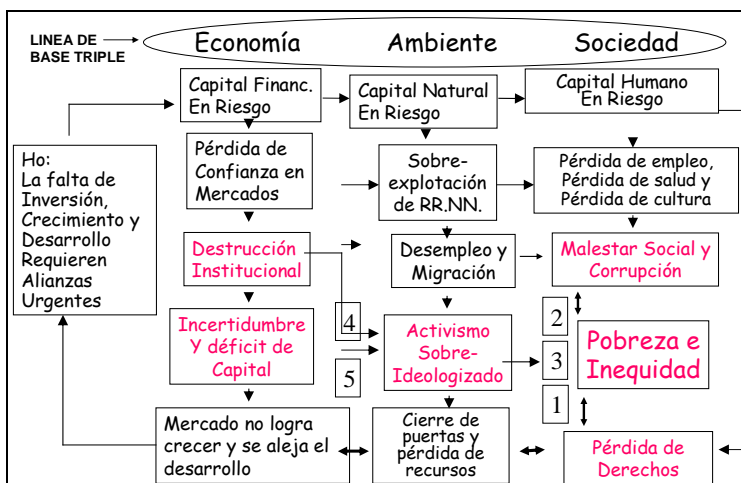 LINEA DE
BASE TRIPLE
Economía
Ambiente
Sociedad
Capital Financ.
En Riesgo
Capital Natural
En Riesgo
Capital Humano
En Riesgo
Ho:
La falta de
Inversión,
Crecimiento y
Desarrollo
Requieren
Alianzas
Urgentes
Pérdida de
Confianza en
Mercados
Sobre-
explotación
de RR.NN.
Pérdida de empleo,
Pérdida de salud y
Pérdida de cultura
Destrucción
Institucional
Desempleo y
Migración
Malestar Social y
Corrupción
Incertidumbre
Y déficit de
Capital
4
5
Activismo
Sobre-
Ideologizado
2
3
1
Pobreza e
Inequidad
Mercado no logra
crecer y se aleja el
desarrollo
Cierre de
puertas y
pérdida de
recursos
Pérdida de
Derechos